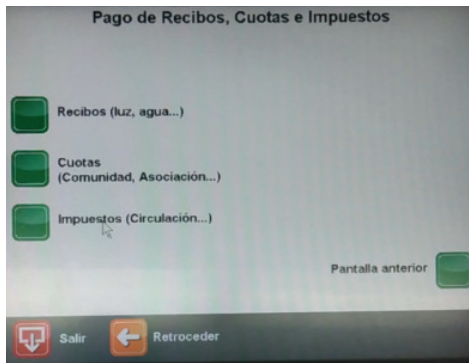 Pago de Recibos, Cuotas e Impuestos
Recibos (luz, agua...)
Cuotas
(Comunidad, Asociación...)
Impuestos (Circulación...)
Pantalla anterior
Salir
Retroceder